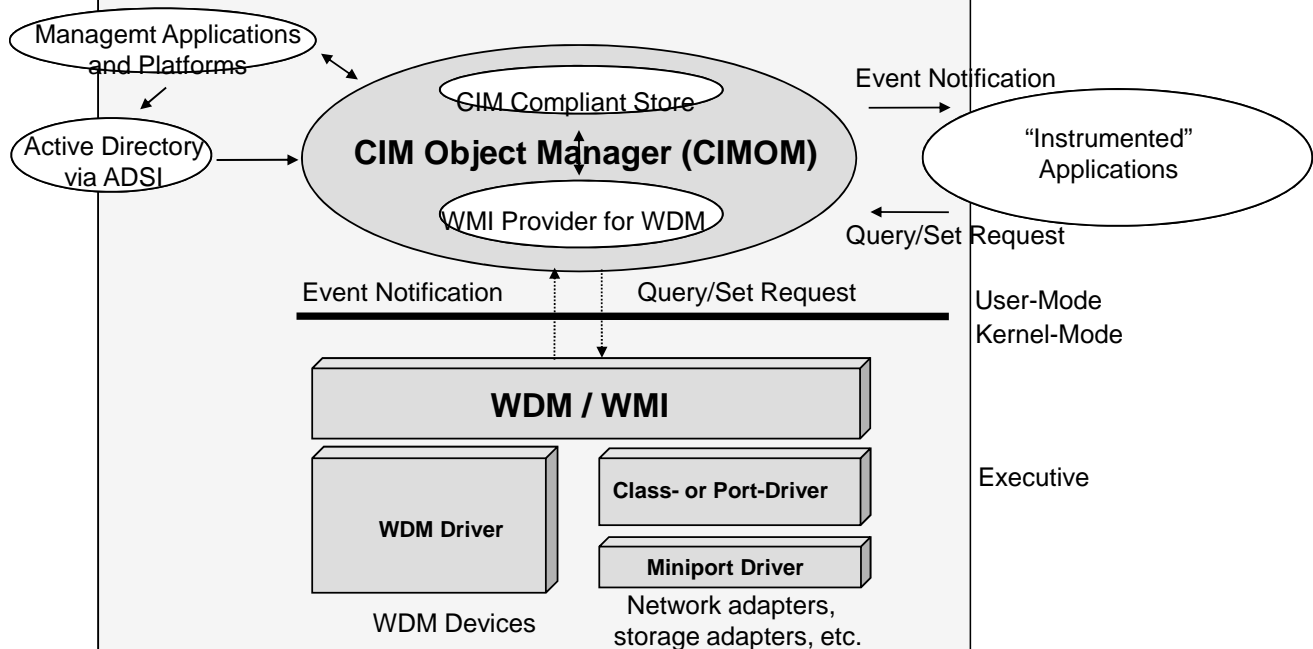 Managemt Applications
and Platforms
Active Directory
via ADSI
CIM Compliant Store
CIM Object Manager (CIMOM)
WMI Provider for WDM
Event Notification
“Instrumented”
Applications
Query/Set Request
Event Notification
Query/Set Request
User-Mode
Kernel-Mode
WDM / WMI
WDM Driver
Class- or Port-Driver
Miniport Driver
Executive
WDM Devices
Network adapters,
storage adapters, etc.